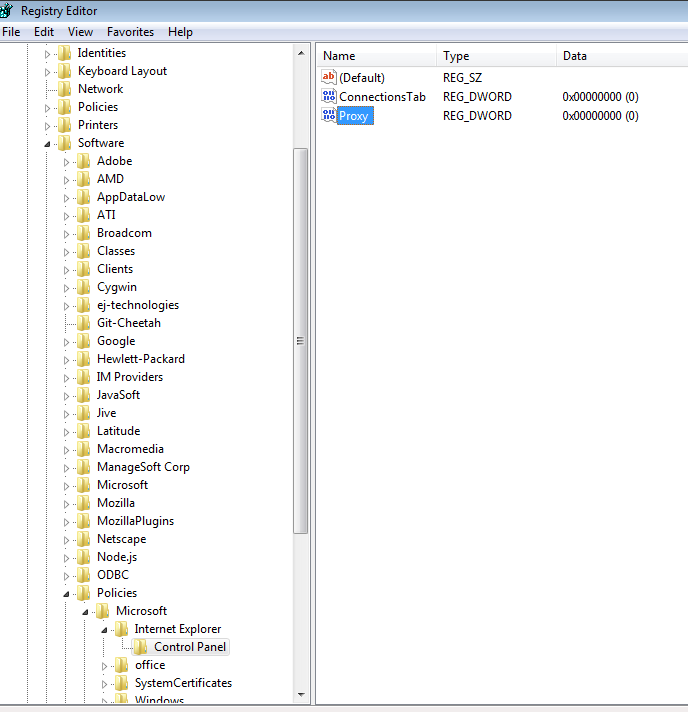 Registry Editor
File Edit View Favorites Help
Identities
Keyboard Layout
Network
Policies
Printers
Software
Adobe
AMD
AppDataLow
ATI
Broadcom
Classes
Clients
Cygwin
ej-technologies
Git-Cheetah
Google
Hewlett-Packard
IM Providers
JavaSoft
Jive
Latitude
Macromedia
ManageSoft Corp
Microsoft
Mozilla
MozillaPlugins
Netscape
Node.js
ODBC
Policies
Microsoft
Internet Explorer
Control Panel
office
SystemCertificates
Windows
Name Type Data
(Default) REG_SZ
ConnectionsTab REG_DWORD 0x00000000 (0)
Proxy REG_DWORD 0x00000000 (0)